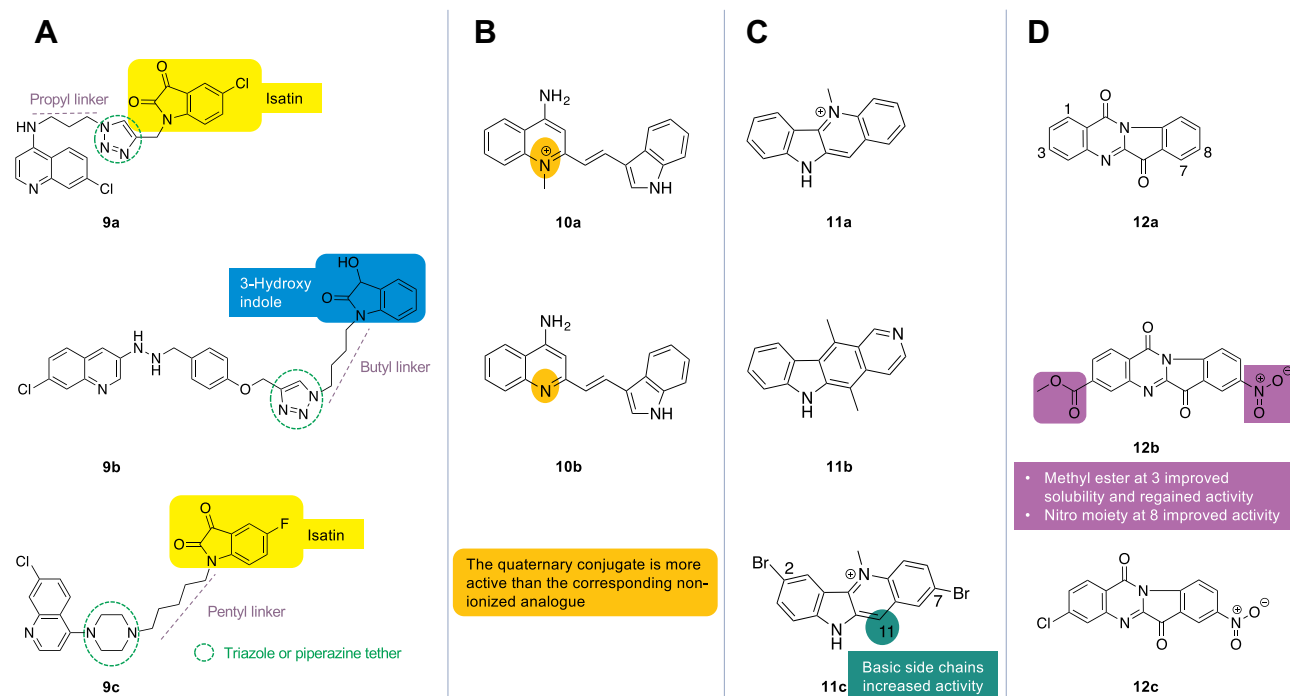 A
B
C
D
Propyl linker
O
O
N
Cl
Isatin
HN
N
N
N
Cl
N
9a
NH2
N
+
NH
10a
N
+
N
H
11a
O
1
N
3
N
8
7
O
12a
3-Hydroxy
indole
HO
O
N
H
N
N
H
Cl
N
O
N
N
N
Butyl linker
9b
NH2
N
NH
10b
N
N
H
11b
O
N
O
O
N
O
N
+
O
⊖
O
12b
• Methyl ester at 3 improved
solubility and regained activity
• Nitro moiety at 8 improved activity
O
O
N
F
Isatin
Cl
N
N
N
Pentyl linker
Triazole or piperazine tether
9c
The quaternary conjugate is more
active than the corresponding non-
ionized analogue
Br
2
N
+
7
Br
N
H
11
Basic side chains
increased activity
11c
O
N
Cl
N
O
N
⊕
O
⊖
O
12c